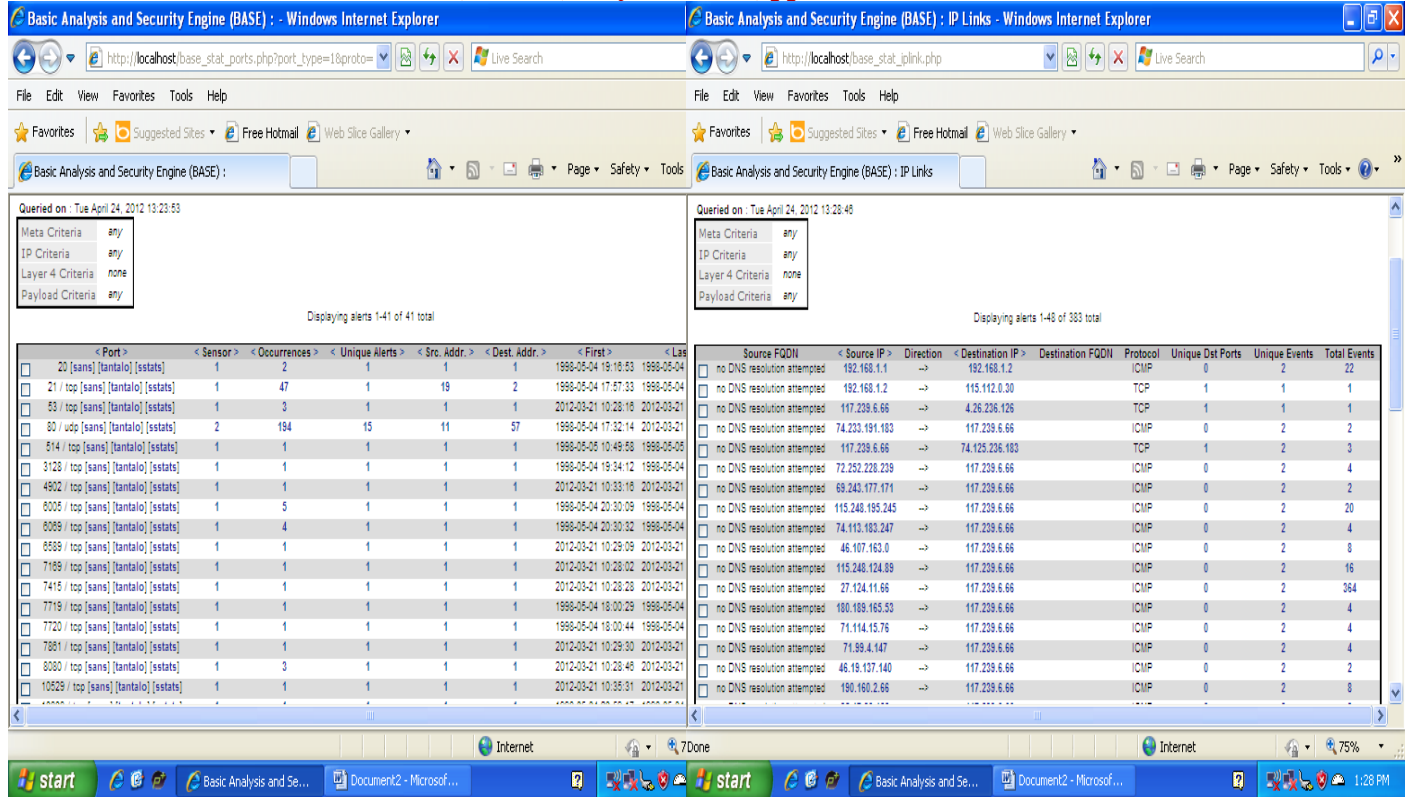 Basic Analysis and Security Engine (BASE) : - Windows Internet Explorer
http://localhost/base_stat_ports.php?port_type=1&proto=
Live Search
File Edit View Favorites Tools Help
Favorites Suggested Sites Free Hotmail Web Slice Gallery
Basic Analysis and Security Engine (BASE) :
Page Safety Tools
Queried on : Tue April 24, 2012 13:23:53
Meta Criteria any
IP Criteria any
Layer 4 Criteria none
Payload Criteria any
Displaying alerts 1-41 of 41 total
< Port > < Sensor > < Occurrences > < Unique Alerts > < Src. Addr. > < Dest. Addr. > < First > < Las
20 [sans] [tantalo] [sstats] 1 2 1 1 1 1998-05-04 19:16:53 1998-05-04
21 / tcp [sans] [tantalo] [sstats] 1 47 1 19 2 1998-05-04 17:57:33 1998-05-04
53 / tcp [sans] [tantalo] [sstats] 1 3 1 1 1 2012-03-21 10:28:16 2012-03-21
80 / udp [sans] [tantalo] [sstats] 2 194 15 11 57 1998-05-04 17:32:14 2012-03-21
514 / tcp [sans] [tantalo] [sstats] 1 1 1 1 1 1998-05-05 10:49:58 1998-05-05
3128 / tcp [sans] [tantalo] [sstats] 1 1 1 1 1 1998-05-04 19:34:12 1998-05-04
4902 / tcp [sans] [tantalo] [sstats] 1 1 1 1 1 2012-03-21 10:33:16 2012-03-21
6005 / tcp [sans] [tantalo] [sstats] 1 5 1 1 1 1998-05-04 20:30:09 1998-05-04
6069 / tcp [sans] [tantalo] [sstats] 1 4 1 1 1 1998-05-04 20:30:32 1998-05-04
6589 / tcp [sans] [tantalo] [sstats] 1 1 1 1 1 2012-03-21 10:29:09 2012-03-21
7169 / tcp [sans] [tantalo] [sstats] 1 1 1 1 1 2012-03-21 10:28:02 2012-03-21
7415 / tcp [sans] [tantalo] [sstats] 1 1 1 1 1 2012-03-21 10:28:28 2012-03-21
7719 / tcp [sans] [tantalo] [sstats] 1 1 1 1 1 1998-05-04 18:00:29 1998-05-04
7720 / tcp [sans] [tantalo] [sstats] 1 1 1 1 1 1998-05-04 18:00:44 1998-05-04
7861 / tcp [sans] [tantalo] [sstats] 1 1 1 1 1 2012-03-21 10:29:30 2012-03-21
8080 / tcp [sans] [tantalo] [sstats] 1 3 1 1 1 2012-03-21 10:28:46 2012-03-21
10529 / tcp [sans] [tantalo] [sstats] 1 1 1 1 1 2012-03-21 10:35:31 2012-03-21
Internet 7
start Basic Analysis and Se... Document2 - Microsof...
Basic Analysis and Security Engine (BASE) : IP Links - Windows Internet Explorer
http://localhost/base_stat_iplink.php
Live Search
File Edit View Favorites Tools Help
Favorites Suggested Sites Free Hotmail Web Slice Gallery
Basic Analysis and Security Engine (BASE) : IP Links
Page Safety Tools
Queried on : Tue April 24, 2012 13:28:46
Meta Criteria any
IP Criteria any
Layer 4 Criteria none
Payload Criteria any
Displaying alerts 1-48 of 383 total
Source FQDN < Source IP > Direction < Destination IP > Destination FQDN Protocol Unique Dst Ports Unique Events Total Events
no DNS resolution attempted 192.168.1.1 --> 192.168.1.2 ICMP 0 2 22
no DNS resolution attempted 192.168.1.2 --> 115.112.0.30 TCP 1 1 1
no DNS resolution attempted 117.239.6.66 --> 4.26.236.126 TCP 1 1 1
no DNS resolution attempted 74.233.191.183 --> 117.239.6.66 ICMP 0 2 2
no DNS resolution attempted 117.239.6.66 --> 74.125.236.183 TCP 1 2 3
no DNS resolution attempted 72.252.228.239 --> 117.239.6.66 ICMP 0 2 4
no DNS resolution attempted 69.243.177.171 --> 117.239.6.66 ICMP 0 2 2
no DNS resolution attempted 115.248.195.245 --> 117.239.6.66 ICMP 0 2 20
no DNS resolution attempted 74.113.183.247 --> 117.239.6.66 ICMP 0 2 4
no DNS resolution attempted 46.107.163.0 --> 117.239.6.66 ICMP 0 2 8
no DNS resolution attempted 115.248.124.89 --> 117.239.6.66 ICMP 0 2 16
no DNS resolution attempted 27.124.11.66 --> 117.239.6.66 ICMP 0 2 364
no DNS resolution attempted 180.189.165.53 --> 117.239.6.66 ICMP 0 2 4
no DNS resolution attempted 71.114.15.76 --> 117.239.6.66 ICMP 0 2 4
no DNS resolution attempted 71.99.4.147 --> 117.239.6.66 ICMP 0 2 4
no DNS resolution attempted 46.19.137.140 --> 117.239.6.66 ICMP 0 2 2
no DNS resolution attempted 190.160.2.66 --> 117.239.6.66 ICMP 0 2 8
Done Internet 75%
start Basic Analysis and Se... Document2 - Microsof... 1:28 PM